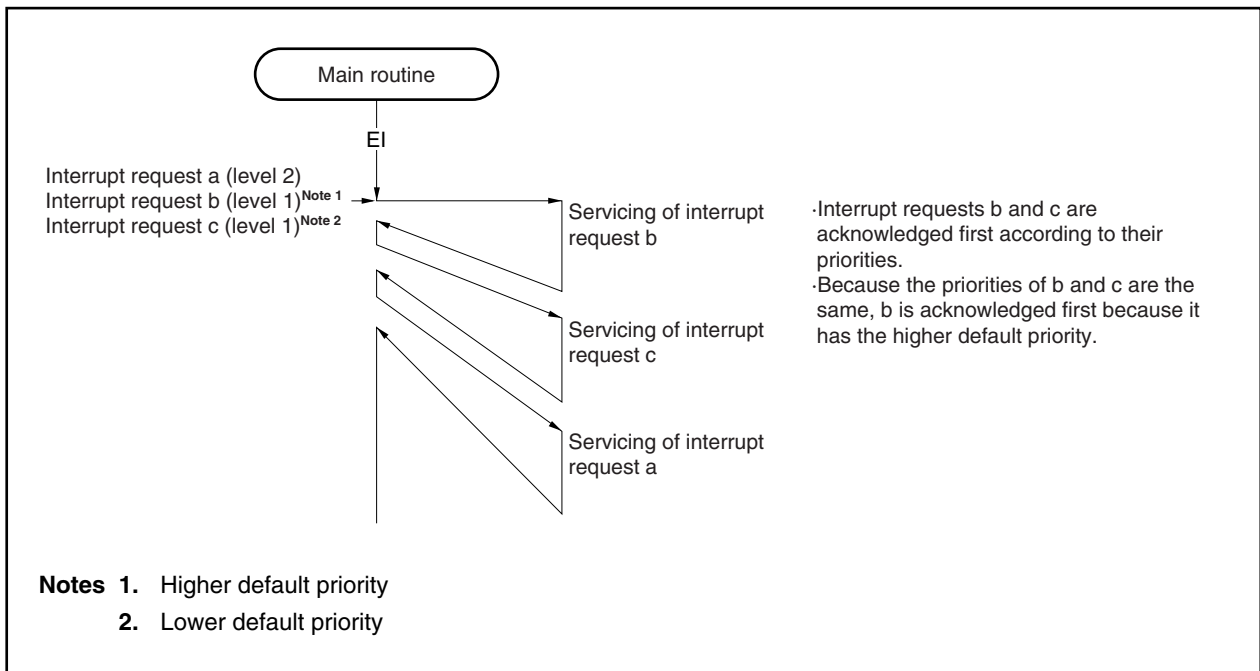 Main routine
EI
Interrupt request a (level 2)
Interrupt request b (level 1)Note 1
Interrupt request c (level 1)Note 2
Servicing of interrupt
request b
·Interrupt requests b and c are
acknowledged first according to their
priorities.
·Because the priorities of b and c are the
same, b is acknowledged first because it
has the higher default priority.
Servicing of interrupt
request c
Servicing of interrupt
request a
Notes 1. Higher default priority
2. Lower default priority